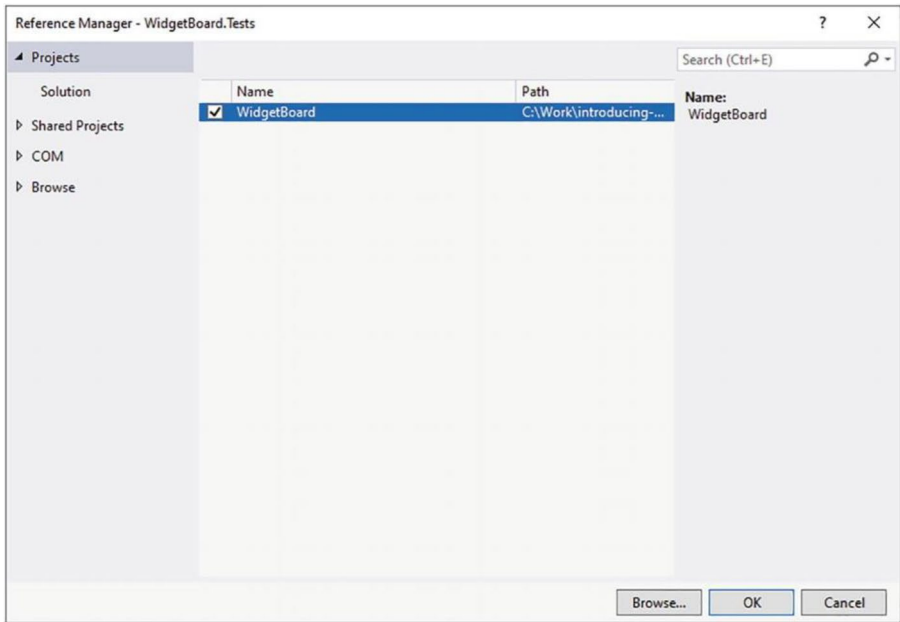 Reference Manager - WidgetBoard.Tests ? ×
Projects
Solution
Shared Projects
COM
Browse
Name Path
WidgetBoard C:\Work\introducing-...
Search (Ctrl+E)
Name:
WidgetBoard
Browse... OK Cancel